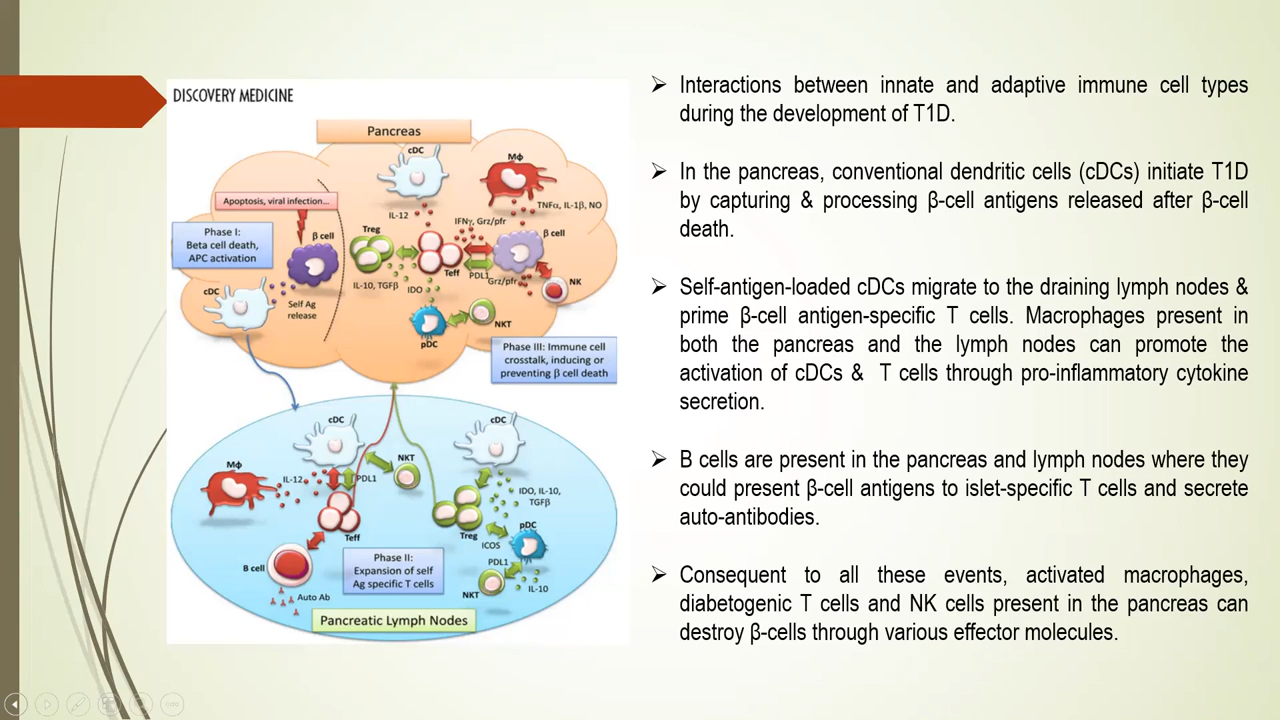 DISCOVERY MEDICINE
Pancreas
cDC
Mϕ
Apoptosis, viral infection...
TNFα, IL-1β, NO
IL-12
IFNγ, Grz/pfr
Phase I:
Beta cell death,
APC activation
β cell
Treg
β cell
Teff
PDL1
Grz/pfr
NK
IL-10, TGFβ
IDO
cDC
Self Ag
release
NKT
pDC
Phase III: Immune cell
crosstalk, inducing or
preventing β cell death
cDC
cDC
Mϕ
NKT
IL-12
PDL1
IDO, IL-10,
TGFβ
Treg
pDC
Teff
ICOS
B cell
Phase II:
Expansion of self
Ag specific T cells
PDL1
NKT
IL-10
Auto Ab
Pancreatic Lymph Nodes
➢ Interactions between innate and adaptive immune cell types
during the development of T1D.
➢ In the pancreas, conventional dendritic cells (cDCs) initiate T1D
by capturing & processing β-cell antigens released after β-cell
death.
➢ Self-antigen-loaded cDCs migrate to the draining lymph nodes &
prime β-cell antigen-specific T cells. Macrophages present in
both the pancreas and the lymph nodes can promote the
activation of cDCs & T cells through pro-inflammatory cytokine
secretion.
➢ B cells are present in the pancreas and lymph nodes where they
could present β-cell antigens to islet-specific T cells and secrete
auto-antibodies.
➢ Consequent to all these events, activated macrophages,
diabetogenic T cells and NK cells present in the pancreas can
destroy β-cells through various effector molecules.